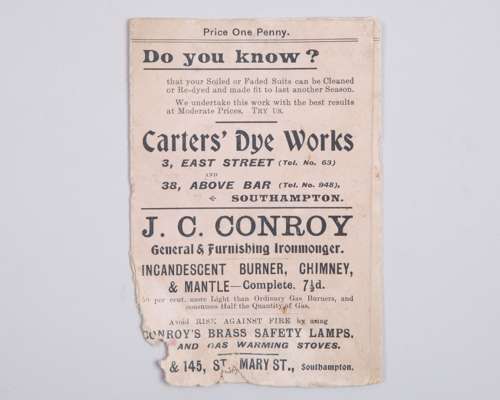 Price One Penny.
Do you know?
that your Soiled or Faded Suits can be Cleaned
or Re-dyed and made fit to last another Season.
We undertake this work with the best results
at Moderate Prices. TRY US.
Carters' Dye Works
3, EAST STREET (Tel. No. 63)
AND
38, ABOVE BAR (Tel. No. 948),
SOUTHAMPTON.
J. C. CONROY
General & Furnishing Ironmonger.
INCANDESCENT BURNER, CHIMNEY,
& MANTLE—Complete. 7½d.
per cent. more Light than Ordinary Gas Burners, and
consumes Half the Quantity of Gas.
Avoid RISK AGAINST FIRE by using
CONROY'S BRASS SAFETY LAMPS.
AND GAS WARMING STOVES.
& 145, ST. MARY ST., Southampton.